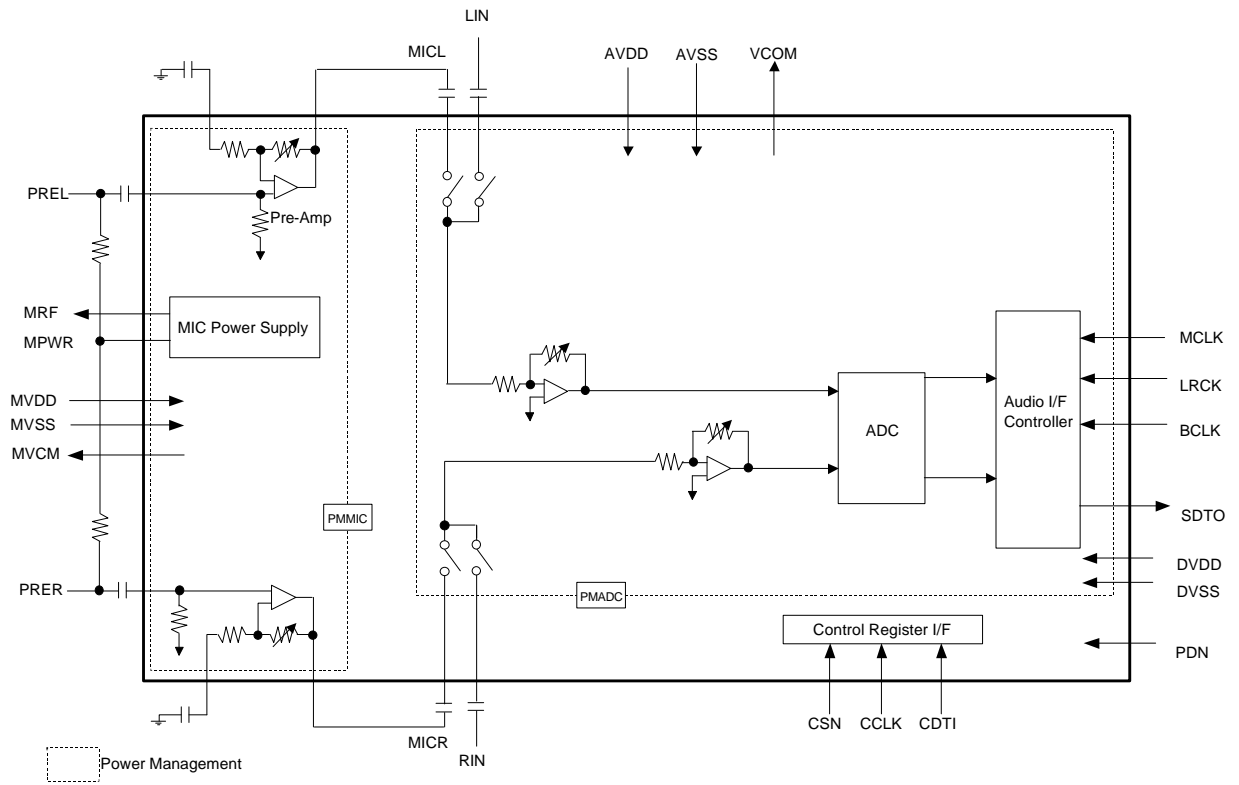 LIN
MICL
AVDD
AVSS
VCOM
PREL
Pre-Amp
MRF
MIC Power Supply
MPWR
MCLK
LRCK
Audio I/F
Controller
MVDD
MVSS
BCLK
ADC
MVCM
PMMIC
SDTO
DVDD
PRER
PMADC
DVSS
Control Register I/F
PDN
CSN
CCLK
CDTI
MICR
RIN
Power Management